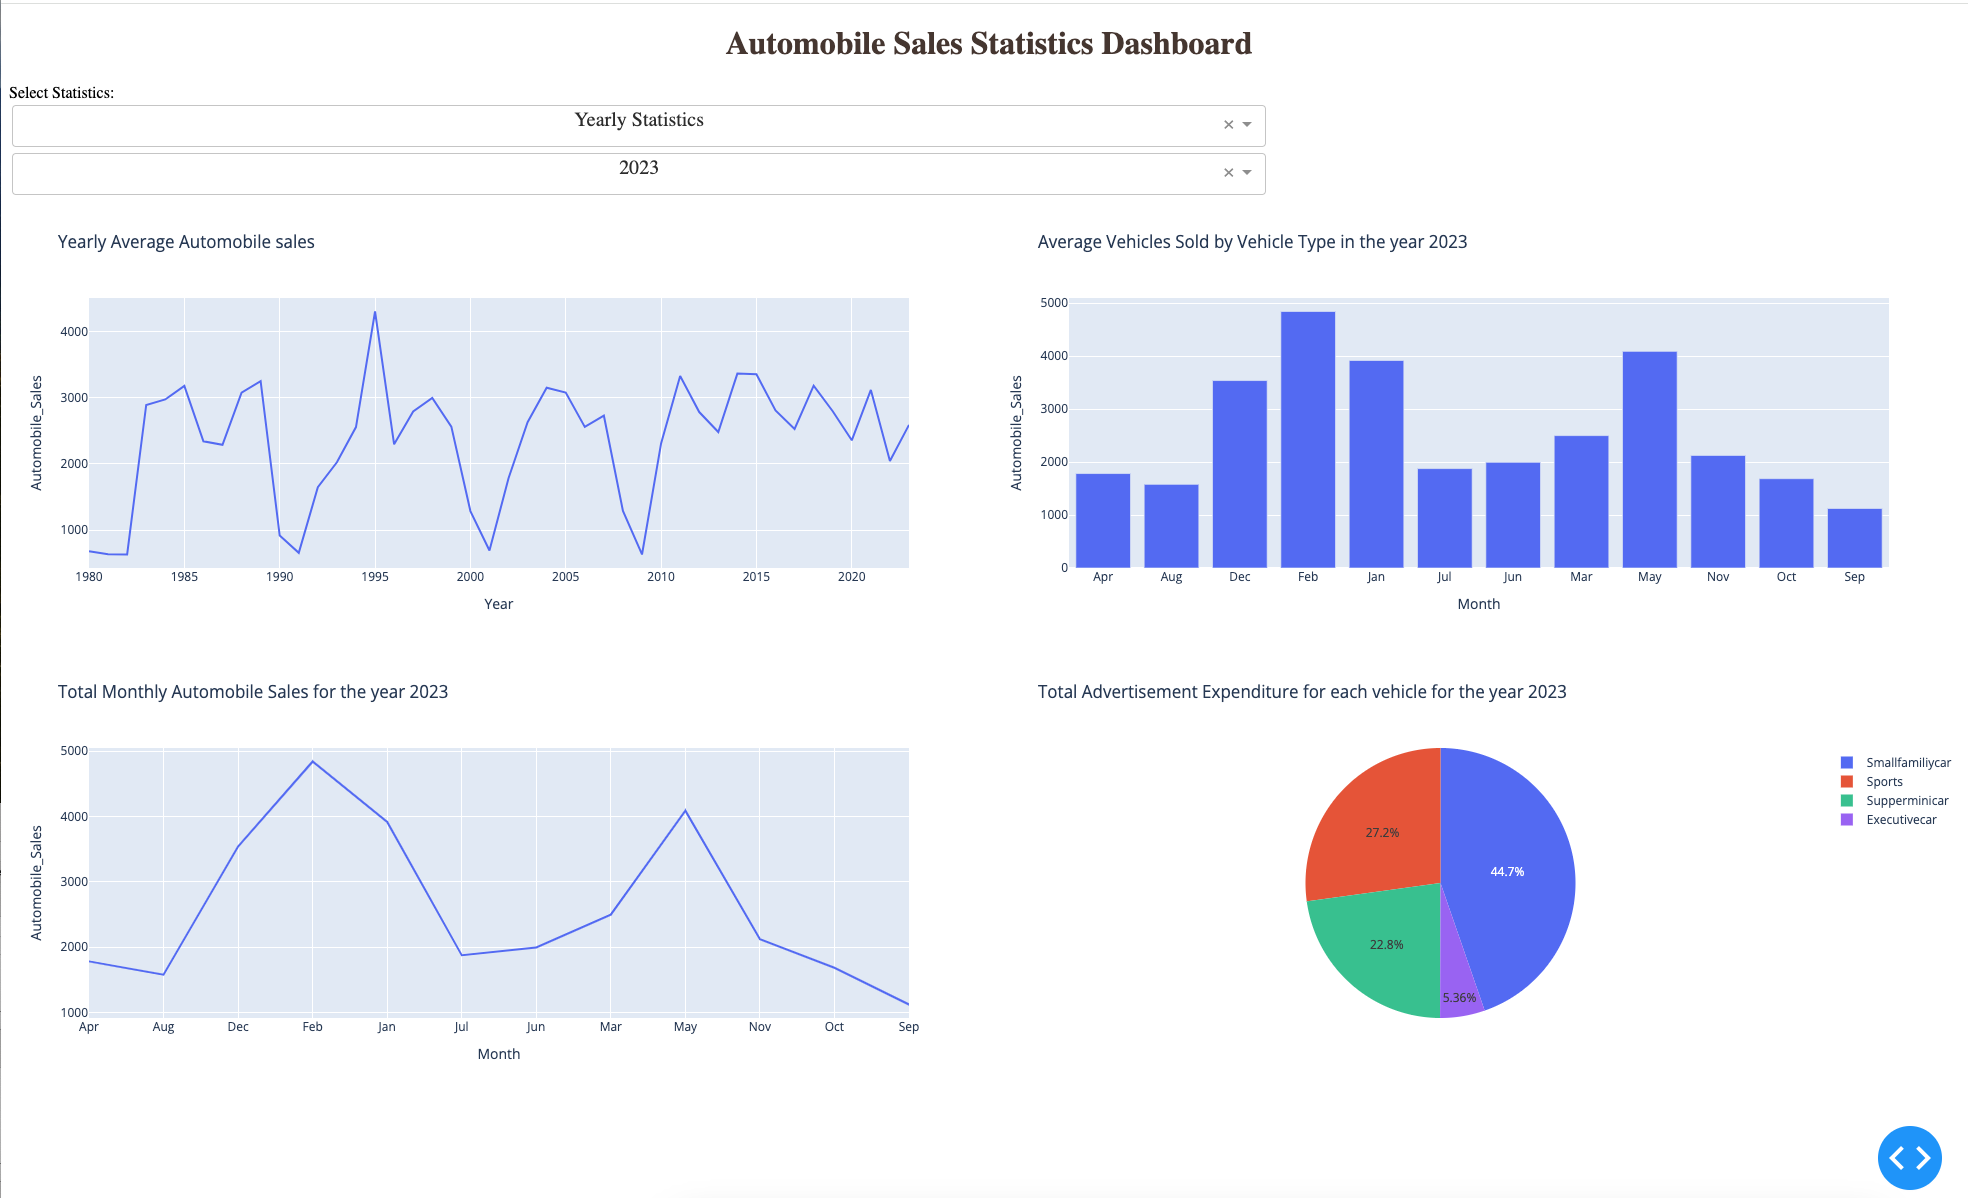 Automobile Sales Statistics Dashboard
Select Statistics:
Yearly Statistics
2023
Yearly Average Automobile sales
Automobile_Sales
4000
3000
2000
1000
1980 1985 1990 1995 2000 2005 2010 2015 2020
Year
Average Vehicles Sold by Vehicle Type in the year 2023
Automobile_Sales
5000
4000
3000
2000
1000
0
Apr Aug Dec Feb Jan Jul Jun Mar May Nov Oct Sep
Month
Total Monthly Automobile Sales for the year 2023
Automobile_Sales
5000
4000
3000
2000
1000
Apr Aug Dec Feb Jan Jul Jun Mar May Nov Oct Sep
Month
Total Advertisement Expenditure for each vehicle for the year 2023
27.2%
44.7%
22.8%
5.36%
Smallfamiliycar
Sports
Supperminicar
Executivecar